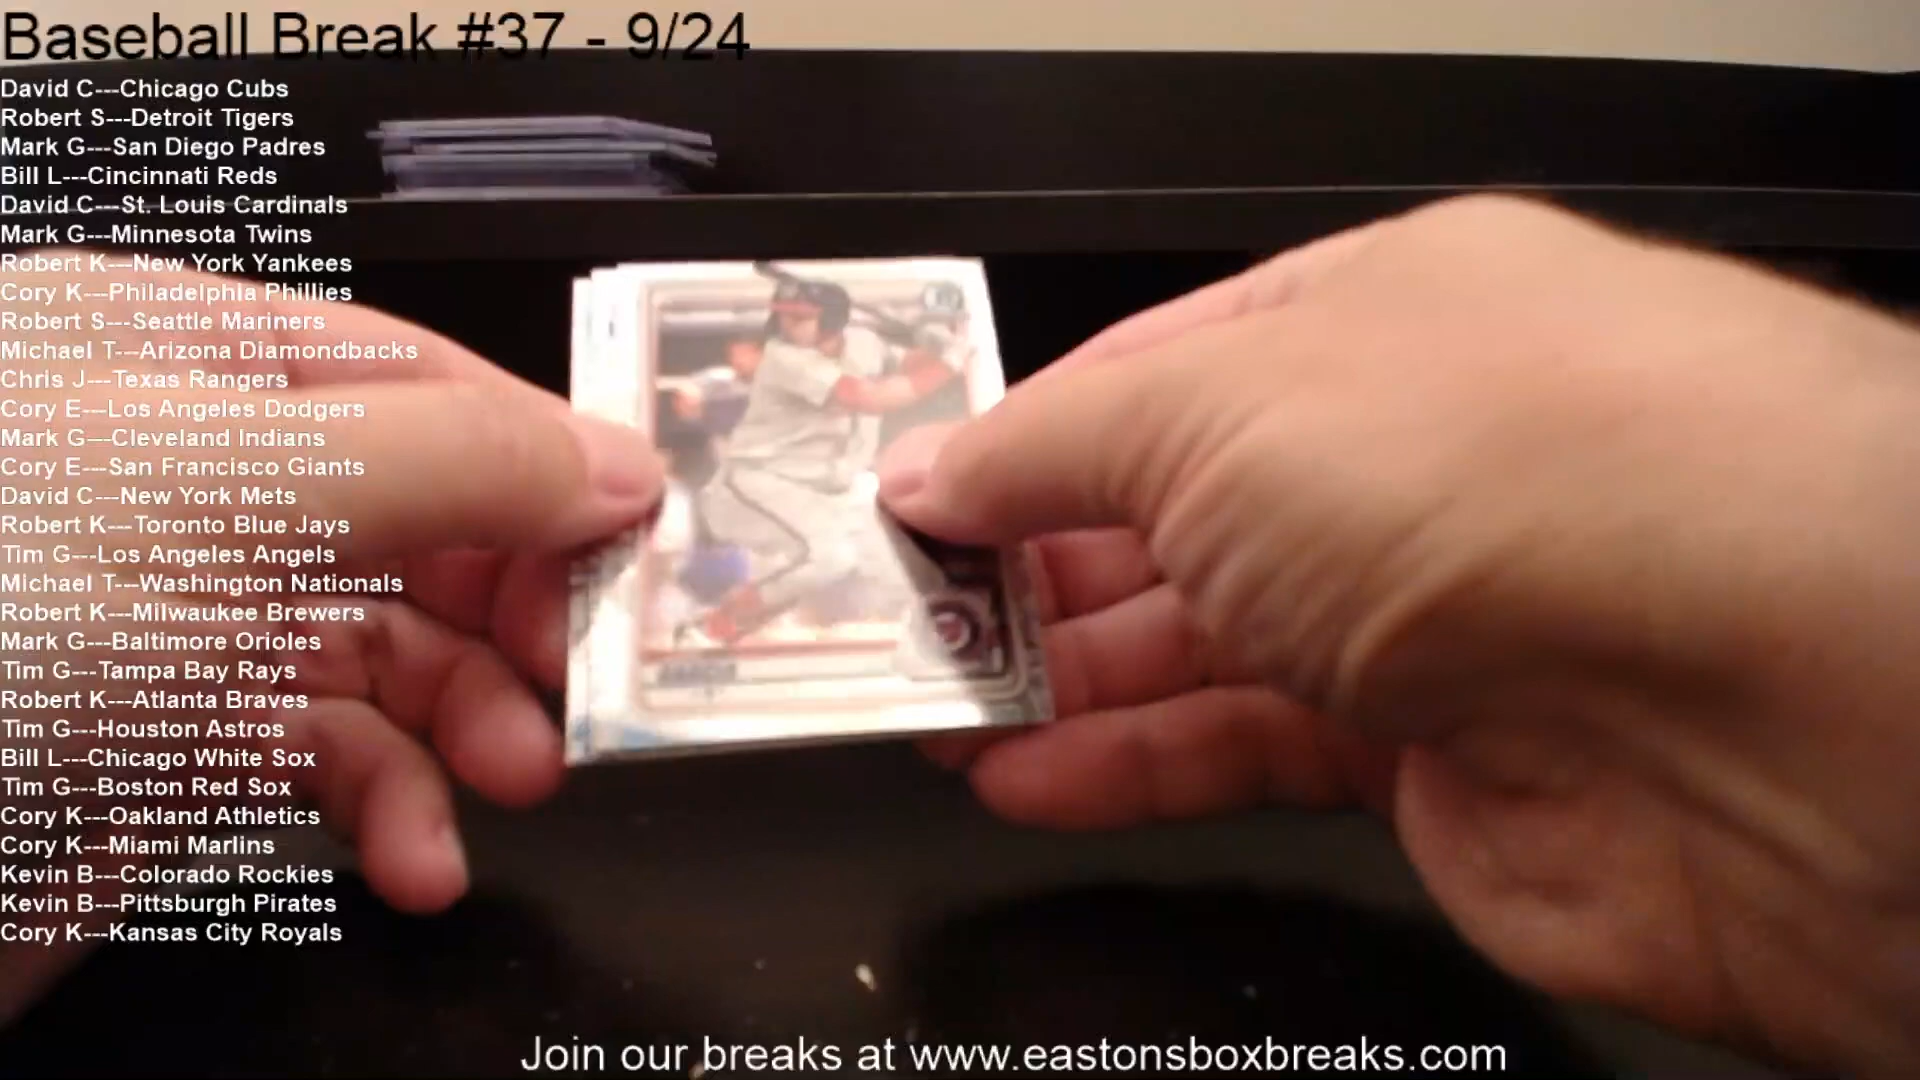 Baseball Break #37 - 9/24
David C---Chicago Cubs
Robert S---Detroit Tigers
Mark G---San Diego Padres
Bill L---Cincinnati Reds
David C---St. Louis Cardinals
Mark G---Minnesota Twins
Robert K---New York Yankees
Cory K---Philadelphia Phillies
Robert S---Seattle Mariners
Michael T---Arizona Diamondbacks
Chris J---Texas Rangers
Cory E---Los Angeles Dodgers
Mark G---Cleveland Indians
Cory E---San Francisco Giants
David C---New York Mets
Robert K---Toronto Blue Jays
Tim G---Los Angeles Angels
Michael T---Washington Nationals
Robert K---Milwaukee Brewers
Mark G---Baltimore Orioles
Tim G---Tampa Bay Rays
Robert K---Atlanta Braves
Tim G---Houston Astros
Bill L---Chicago White Sox
Tim G---Boston Red Sox
Cory K---Oakland Athletics
Cory K---Miami Marlins
Kevin B---Colorado Rockies
Kevin B---Pittsburgh Pirates
Cory K---Kansas City Royals
Join our breaks at www.eastonsboxbreaks.com